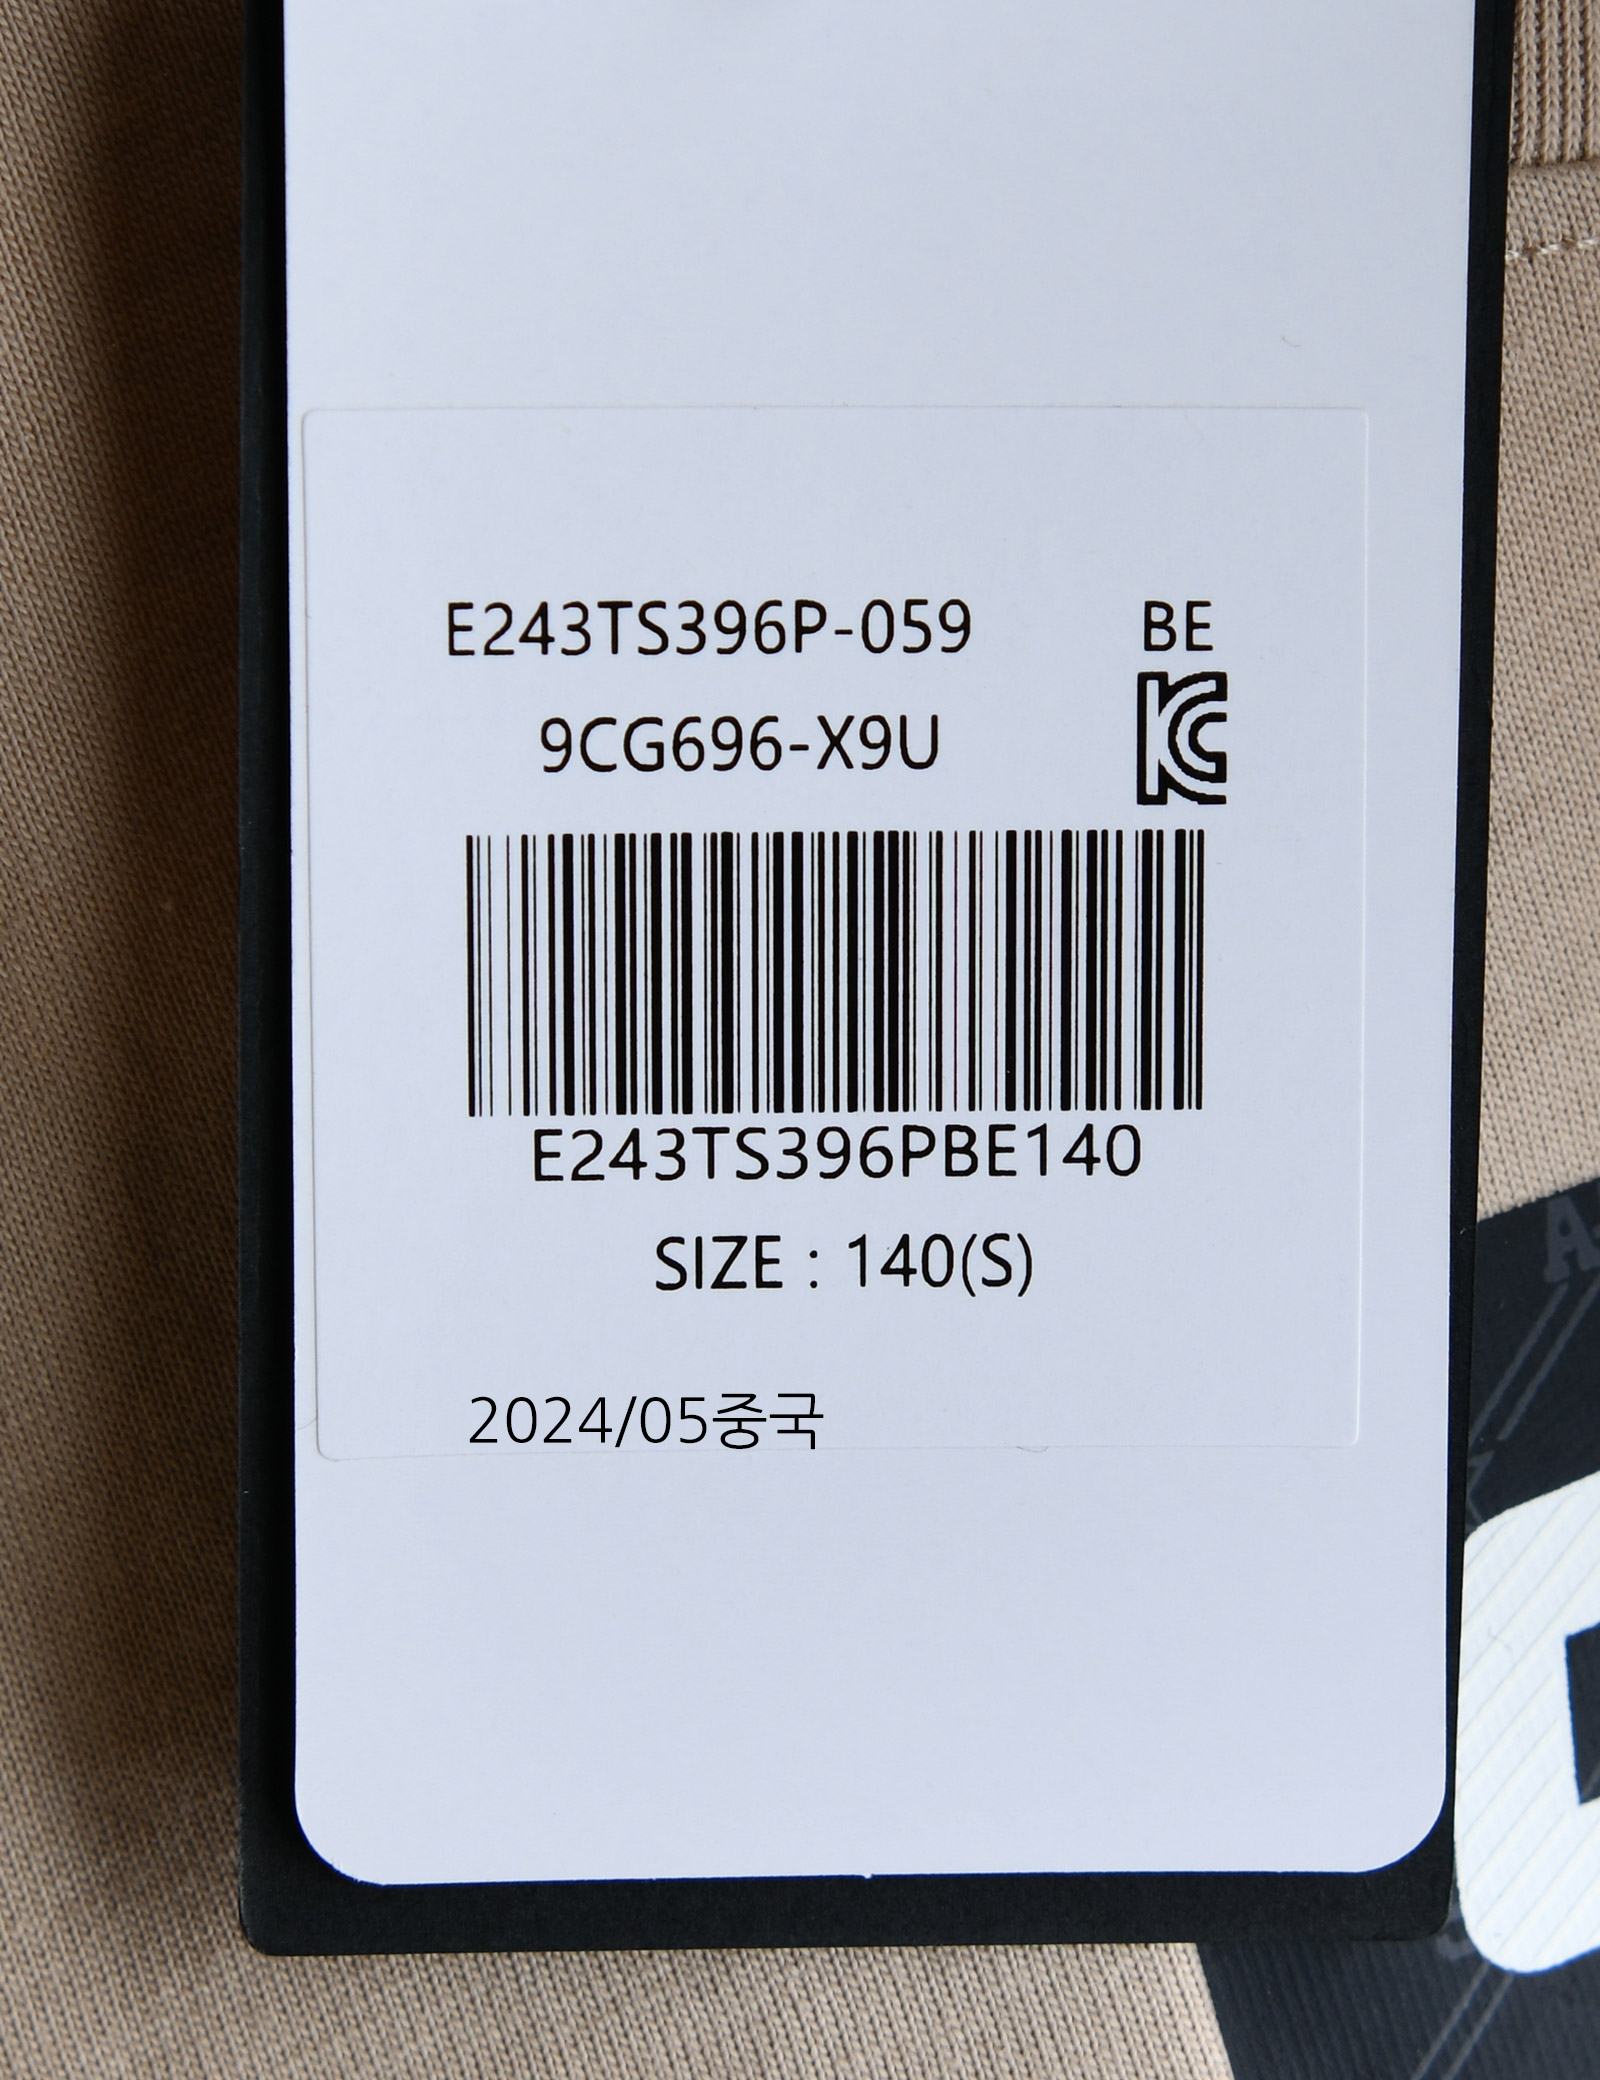 E243TS396P-059 BE
9CG696-X9U
E243TS396PBE140
SIZE : 140(S)
2024/05중국